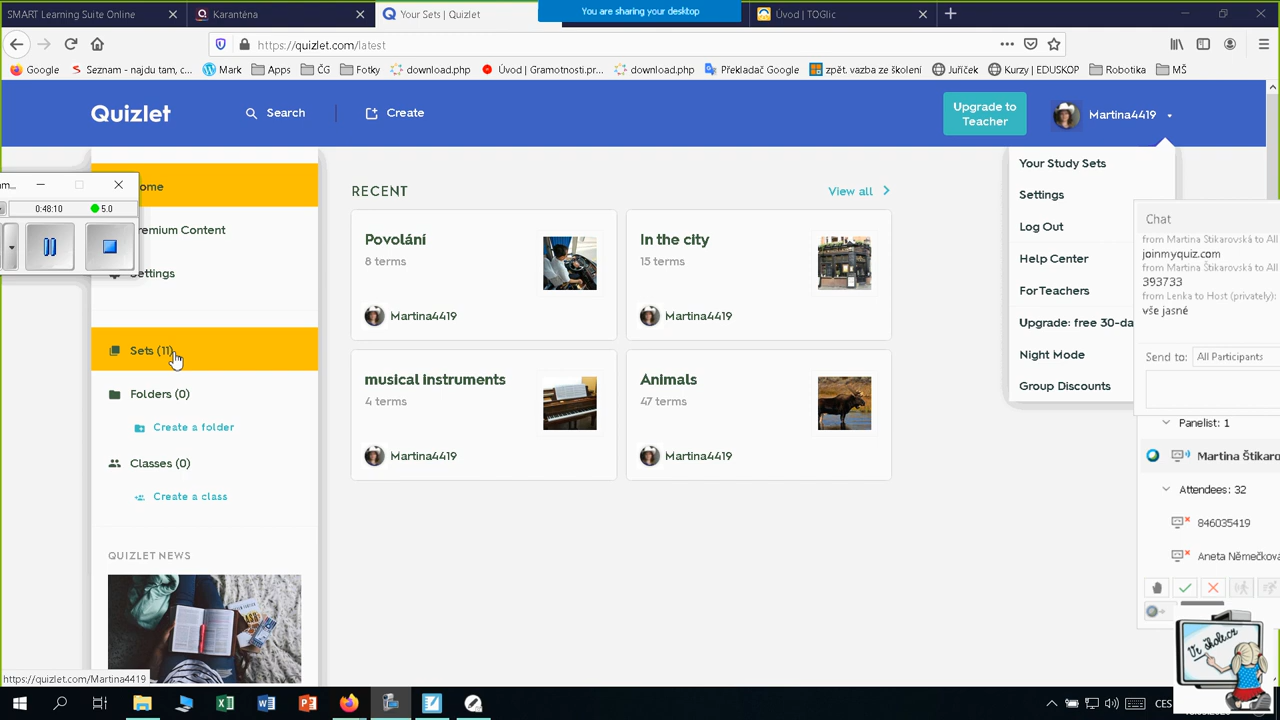 SMART Learning Suite Online
Karanténa
Your Sets | Quizlet
You are sharing your desktop
Úvod | TOGlic
https://quizlet.com/latest
Google
Seznam - najdu tam, c...
Mark
Apps
ČG
Fotky
download.php
Úvod | Gramotnosti.pr...
download.php
Překladač Google
zpět. vazba ze školení
Juříček
Kurzy | EDUSKOP
Robotika
MŠ
Quizlet
Search
Create
Upgrade to
Teacher
Martina4419
Your Study Sets
Settings
Log Out
Help Center
For Teachers
Upgrade: free 30-da
Night Mode
Group Discounts
m...
0:48:10
5.0
ome
remium Content
Settings
Sets (11)
Folders (0)
Create a folder
Classes (0)
Create a class
QUIZLET NEWS
RECENT
View all
Povolání
8 terms
Martina4419
In the city
15 terms
Martina4419
musical instruments
4 terms
Martina4419
Animals
47 terms
Martina4419
Chat
from Martina Štikarovská to All
joinmyquiz.com
from Martina Štikarovská to All
393733
from Lenka to Host (privately):
vše jasné
Send to:
All Participants
Panelist: 1
Martina Štikaro
Attendees: 32
846035419
Aneta Němečkova
Ve škole.cz
https://quizlet.com/Martina4419
CES